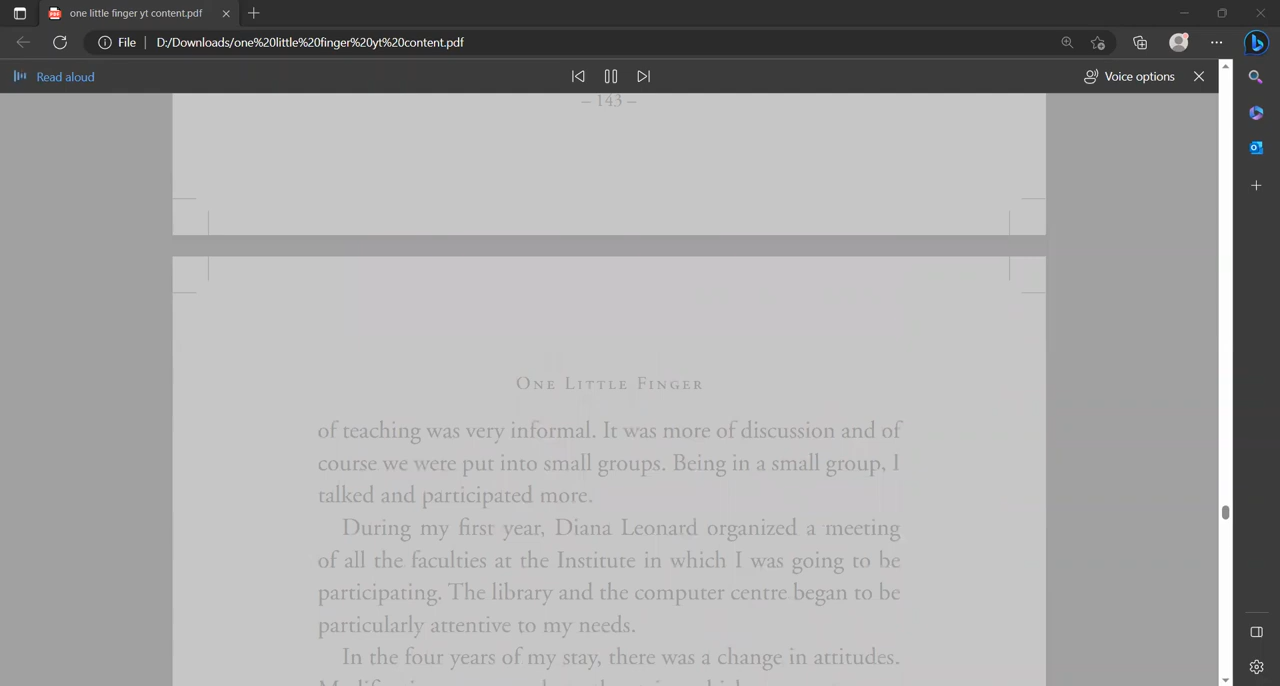 one little finger yt content.pdf
File
D:/Downloads/one%20little%20finger%20yt%20content.pdf
Read aloud
Voice options
– 143 –
One Little Finger
of teaching was very informal. It was more of discussion and of
course we were put into small groups. Being in a small group, I
talked and participated more.
During my first year, Diana Leonard organized a meeting
of all the faculties at the Institute in which I was going to be
participating. The library and the computer centre began to be
particularly attentive to my needs.
In the four years of my stay, there was a change in attitudes.